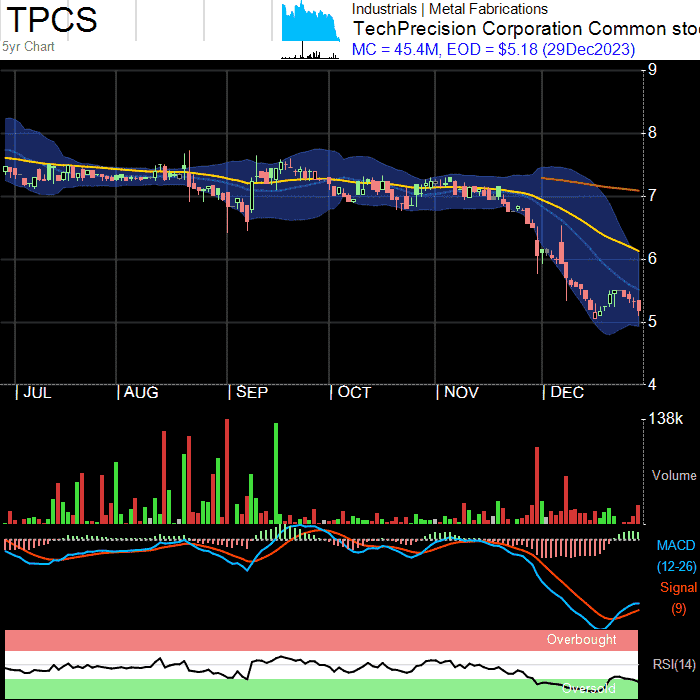 TPCS
5yr Chart
Industrials | Metal Fabrications
TechPrecision Corporation Common sto
MC = 45.4M, EOD = $5.18 (29Dec2023)
9
8
7
6
5
4
| JUL | AUG | SEP | OCT | NOV | DEC
138k
Volume
MACD
(12-26)
Signal
(9)
Overbought
RSI(14)
Oversold